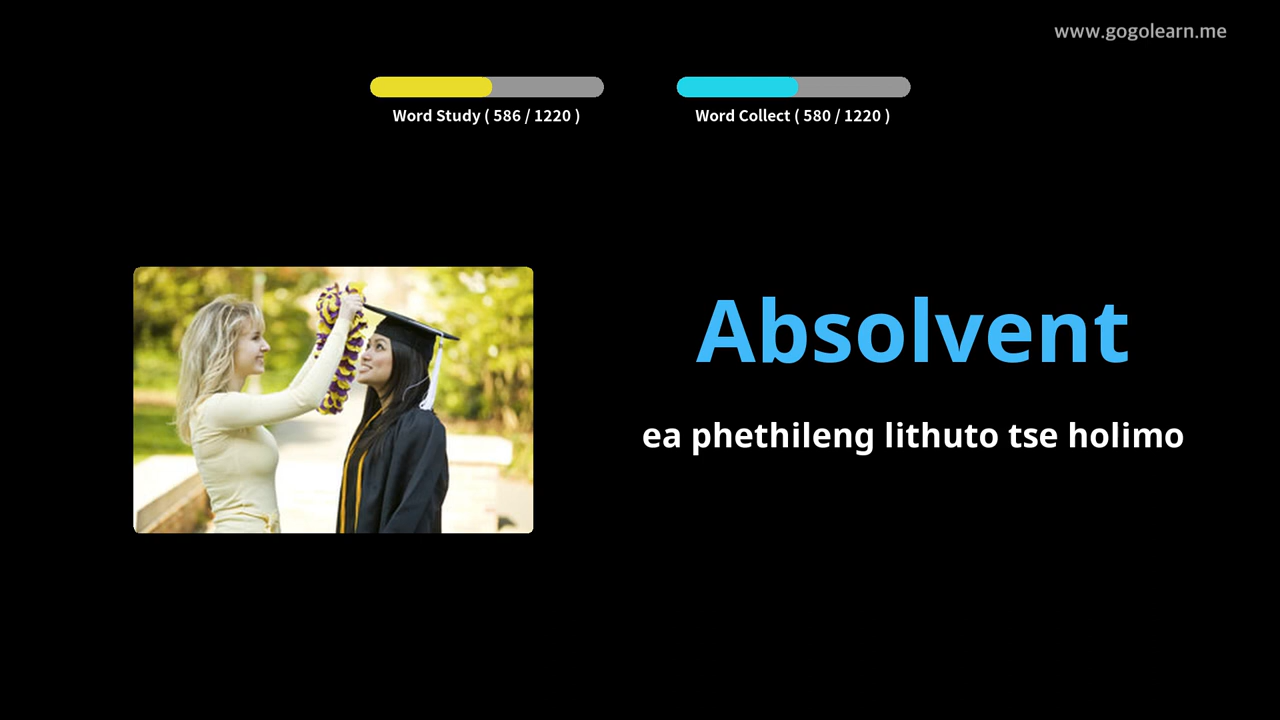 www.gogolearn.me
Word Study ( 586 / 1220 )
Word Collect ( 580 / 1220 )
Absolvent
ea phethileng lithuto tse holimo